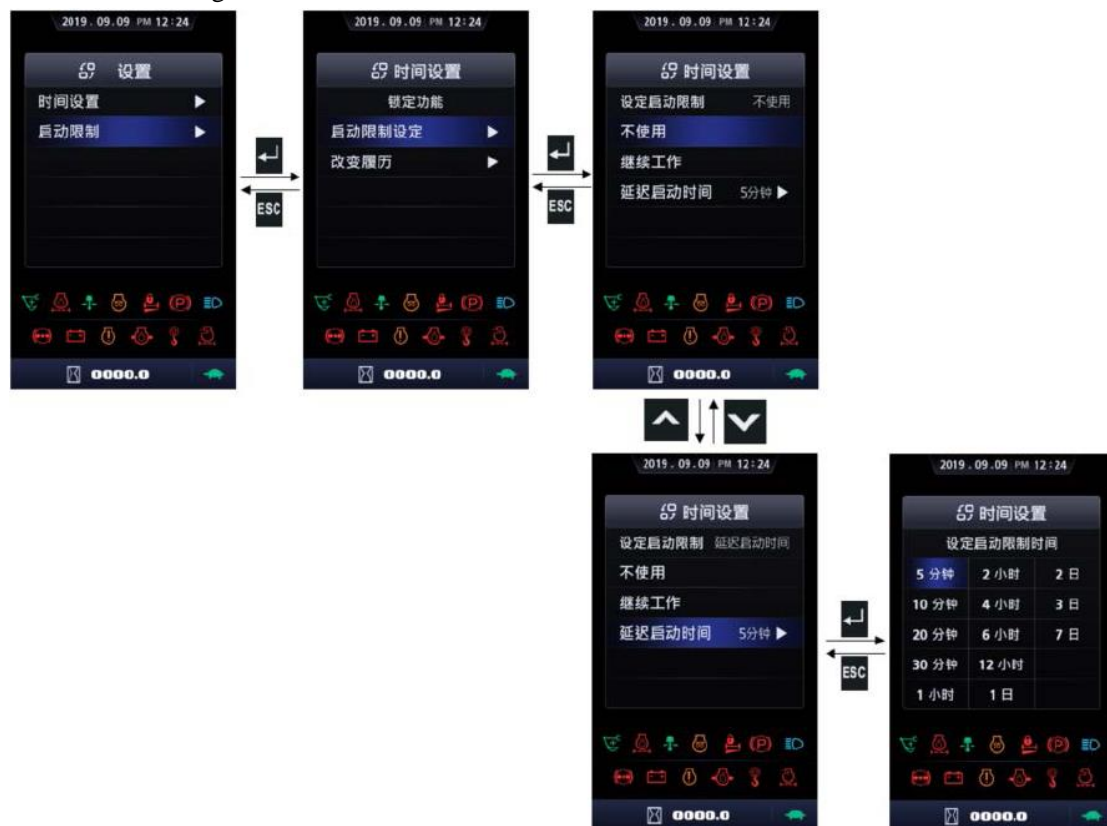 2019 . 09.09 PM 12:24
设置
时间设置
启动限制
0000.0
ESC
2019 . 09.09 PM 12:24
时间设置
锁定功能
启动限制设定
改变履历
0000.0
ESC
2019 . 09.09 PM 12:24
时间设置
设定启动限制 不使用
不使用
继续工作
延迟启动时间 5分钟
0000.0
2019 . 09.09 PM 12:24
时间设置
设定启动限制 延迟启动时间
不使用
继续工作
延迟启动时间 5分钟
0000.0
ESC
2019 . 09.09 PM 12:24
时间设置
设定启动限制时间
5 分钟 2 小时 2 日
10 分钟 4 小时 3 日
20 分钟 6 小时 7 日
30 分钟 12 小时
1 小时 1 日
0000.0